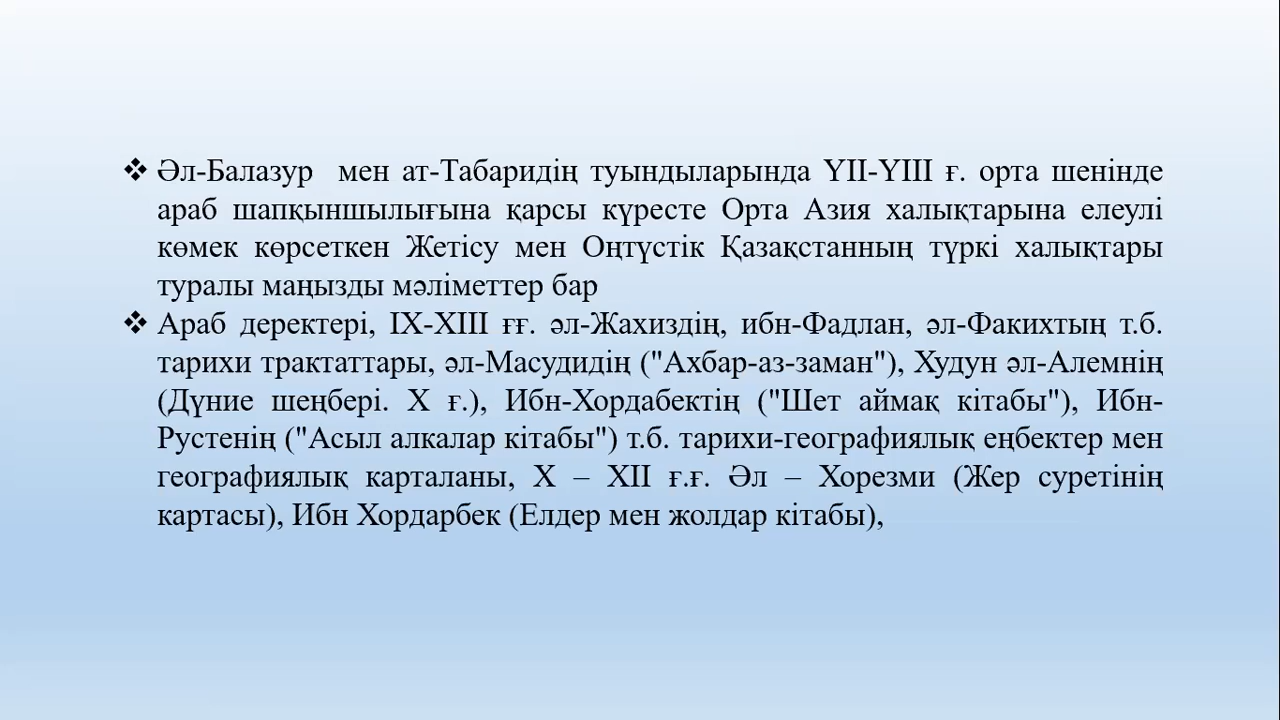 ❖ Әл-Балазур мен ат-Табаридің туындыларында ҮІІ-ҮІІІ ғ. орта шенінде
араб шапқыншылығына қарсы күресте Орта Азия халықтарына елеулі
көмек көрсеткен Жетісу мен Оңтүстік Қазақстанның түркі халықтары
туралы маңызды мәліметтер бар
❖ Араб деректері, IX-XIII ғғ. әл-Жахиздің, ибн-Фадлан, әл-Факихтың т.б.
тарихи трактаттары, әл-Масудидің ("Ахбар-аз-заман"), Худун әл-Алемнің
(Дүние шеңбері. X ғ.), Ибн-Хордабектің ("Шет аймақ кітабы"), Ибн-
Рустенің ("Асыл алкалар кітабы") т.б. тарихи-географиялық еңбектер мен
географиялық карталаны, X – XII ғ.ғ. Әл – Хорезми (Жер суретінің
картасы), Ибн Хордарбек (Елдер мен жолдар кітабы),